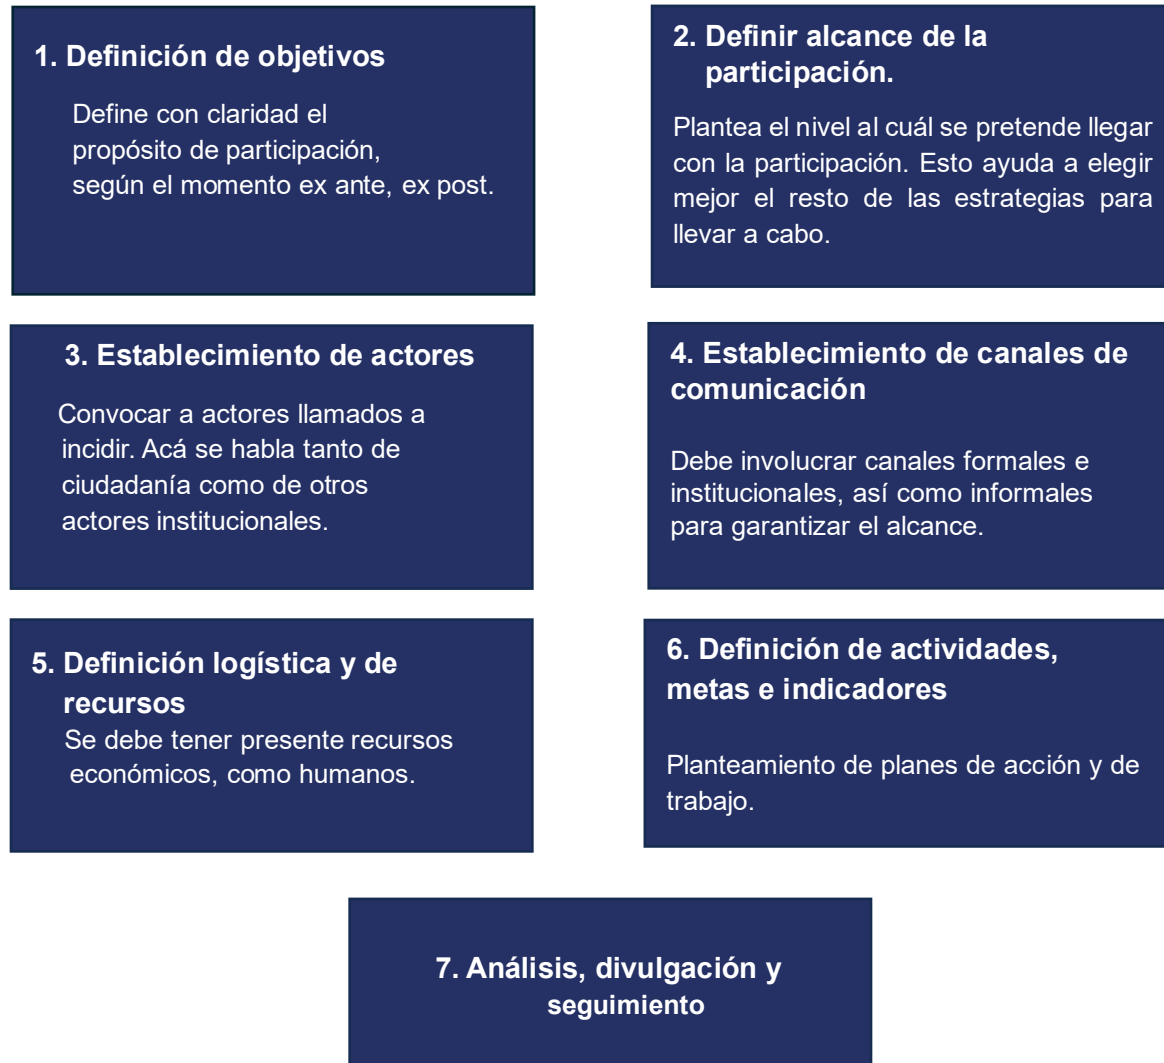 1. Definición de objetivos
Define con claridad el
propósito de participación,
según el momento ex ante, ex post.
2. Definir alcance de la
participación.
Plantea el nivel al cuál se pretende llegar
con la participación. Esto ayuda a elegir
mejor el resto de las estrategias para
llevar a cabo.
3. Establecimiento de actores
Convocar a actores llamados a
incidir. Acá se habla tanto de
ciudadanía como de otros
actores institucionales.
4. Establecimiento de canales de
comunicación
Debe involucrar canales formales e
institucionales, así como informales
para garantizar el alcance.
5. Definición logística y de
recursos
Se debe tener presente recursos
económicos, como humanos.
6. Definición de actividades,
metas e indicadores
Planteamiento de planes de acción y de
trabajo.
7. Análisis, divulgación y
seguimiento